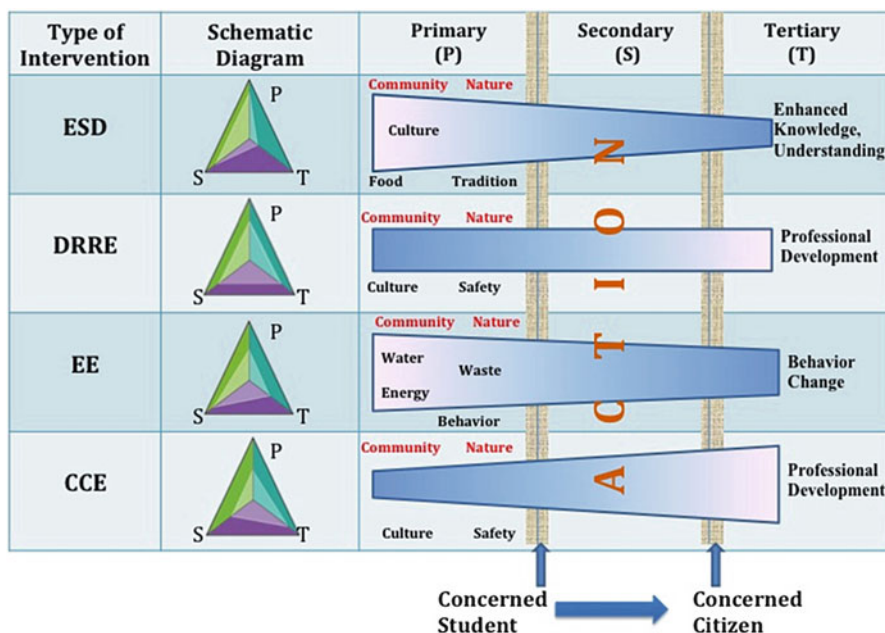 Type of
Intervention
Schematic
Diagram
Primary
(P)
Secondary
(S)
Tertiary
(T)
ESD
P
S
T
Community Nature
Culture
Food Tradition
Enhanced
Knowledge,
Understanding
DRRE
P
S
T
Community Nature
Culture Safety
Professional
Development
EE
P
S
T
Community Nature
Water
Waste
Energy
Behavior
Behavior
Change
CCE
P
S
T
Community Nature
Culture Safety
Professional
Development
ACTION
Concerned
Student
Concerned
Citizen